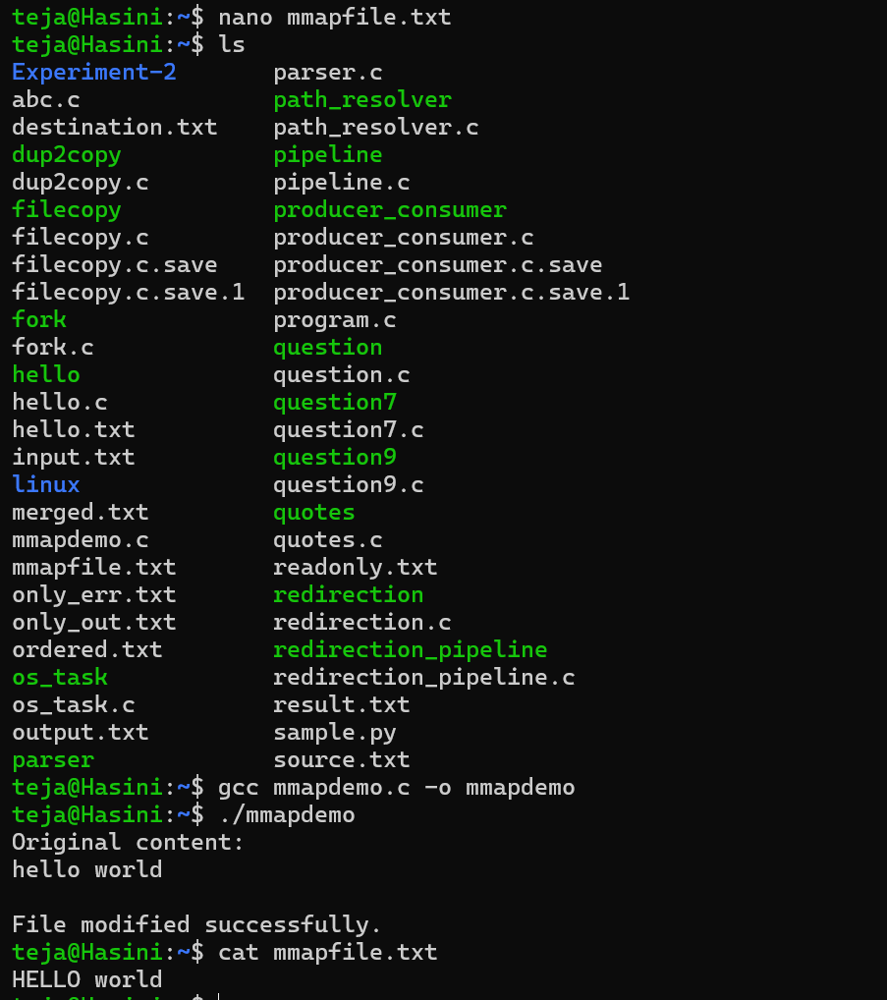 teja@Hasini:~$ nano mmapfile.txt
teja@Hasini:~$ ls
Experiment-2       parser.c
abc.c              path_resolver
destination.txt    path_resolver.c
dup2copy           pipeline
dup2copy.c         pipeline.c
filecopy           producer_consumer
filecopy.c         producer_consumer.c
filecopy.c.save    producer_consumer.c.save
filecopy.c.save.1  producer_consumer.c.save.1
fork               program.c
fork.c             question
hello              question.c
hello.c            question7
hello.txt          question7.c
input.txt          question9
linux              question9.c
merged.txt         quotes
mmapdemo.c         quotes.c
mmapfile.txt       readonly.txt
only_err.txt       redirection
only_out.txt       redirection.c
ordered.txt        redirection_pipeline
os_task            redirection_pipeline.c
os_task.c          result.txt
output.txt         sample.py
parser             source.txt
teja@Hasini:~$ gcc mmapdemo.c -o mmapdemo
teja@Hasini:~$ ./mmapdemo
Original content:
hello world

File modified successfully.
teja@Hasini:~$ cat mmapfile.txt
HELLO world